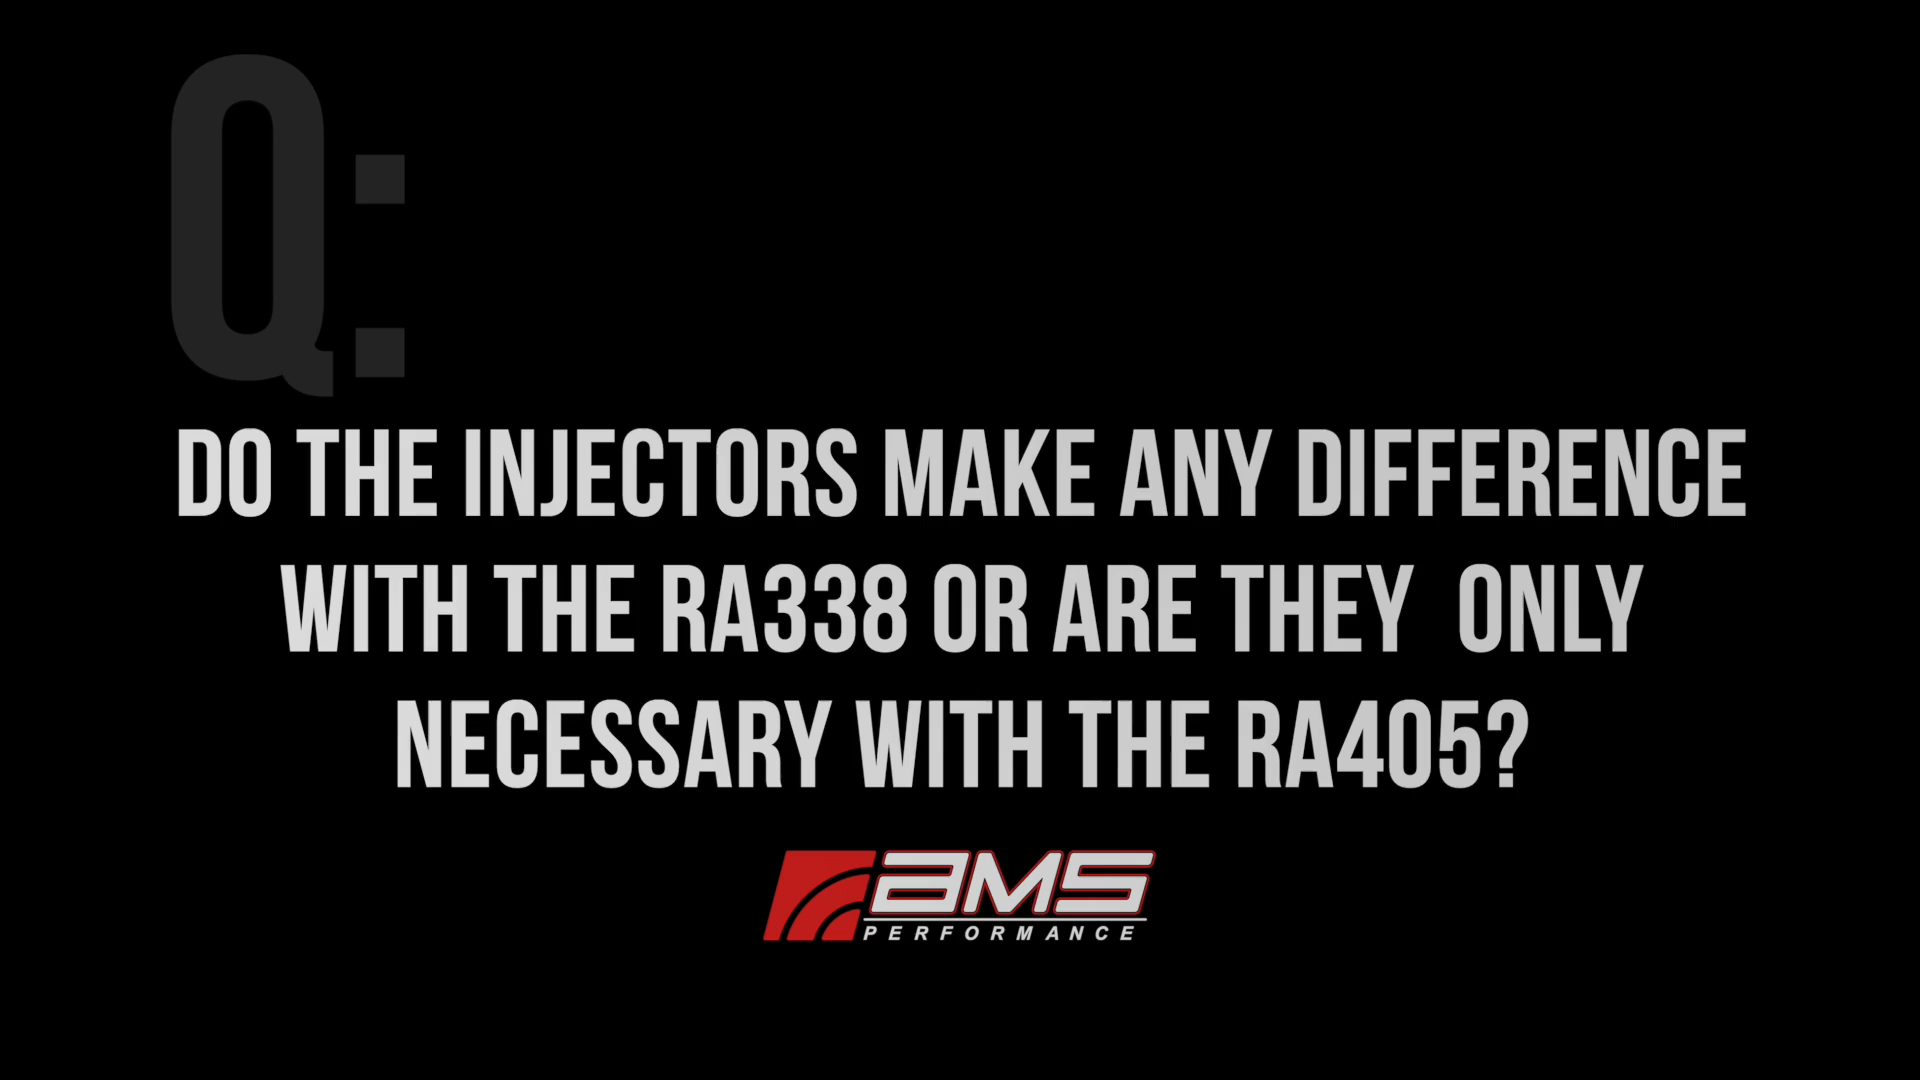 Q:
DO THE INJECTORS MAKE ANY DIFFERENCE
WITH THE RA338 OR ARE THEY  ONLY
NECESSARY WITH THE RA405?
AMS
PERFORMANCE